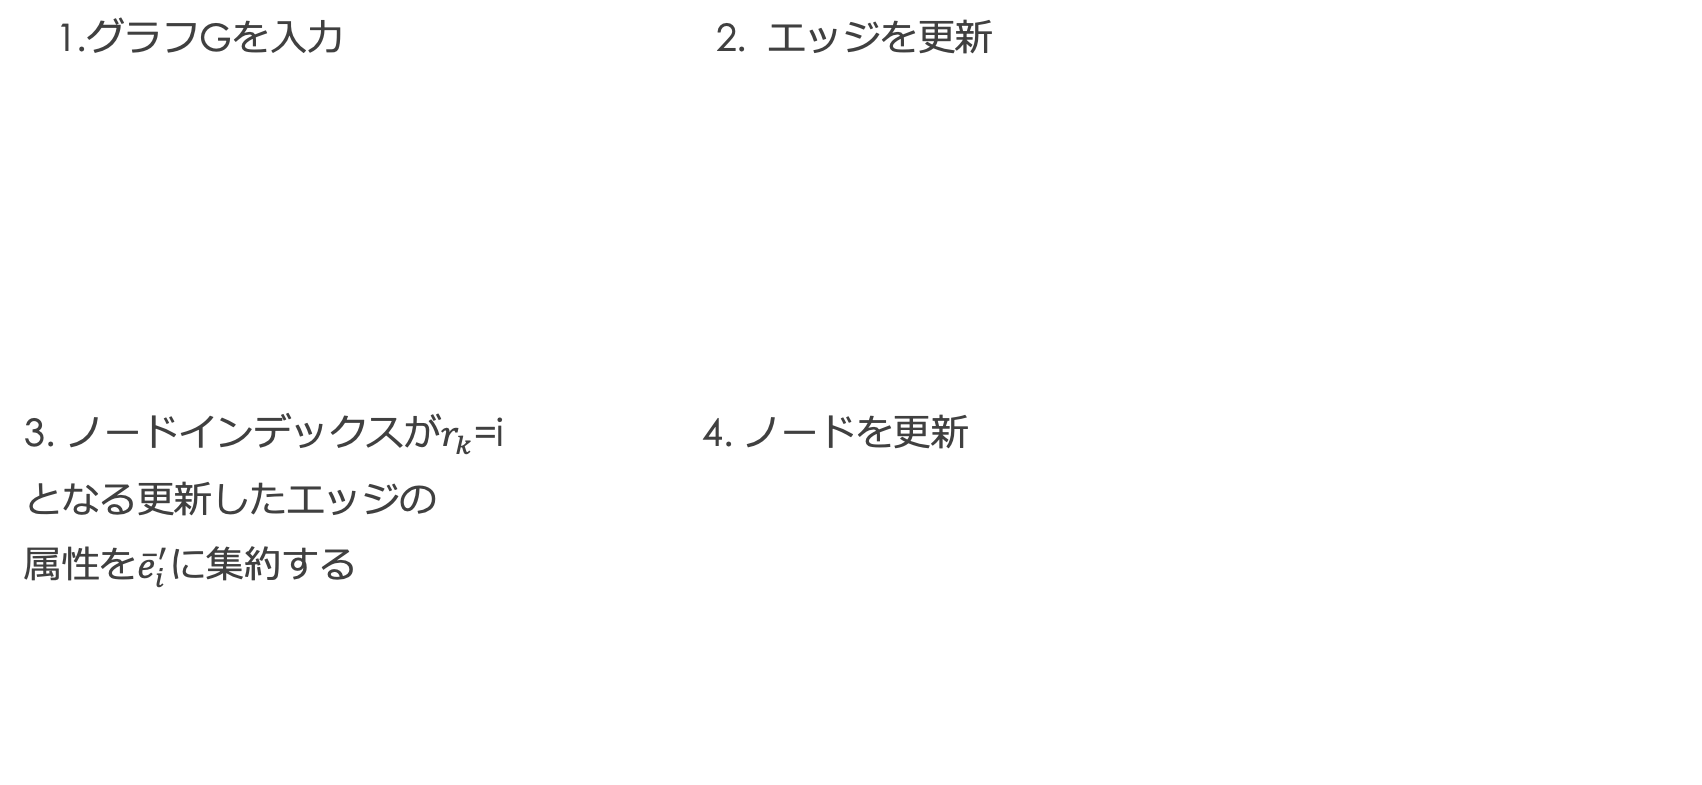 1.グラフGを入力
2. エッジを更新
3. ノードインデックスが𝑟ₖ=i
となる更新したエッジの
属性を𝑒̄ᵢ′に集約する
4. ノードを更新